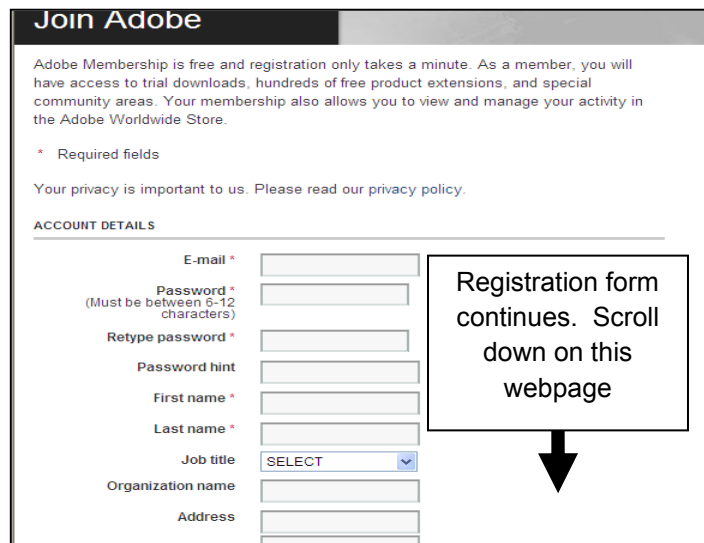 Join Adobe
Adobe Membership is free and registration only takes a minute. As a member, you will
have access to trial downloads, hundreds of free product extensions, and special
community areas. Your membership also allows you to view and manage your activity in
the Adobe Worldwide Store.
* Required fields
Your privacy is important to us. Please read our privacy policy.
ACCOUNT DETAILS
E-mail *
Password *
(Must be between 6-12
characters)
Retype password *
Password hint
First name *
Last name *
Job title
SELECT
Organization name
Address
Registration form
continues. Scroll
down on this
webpage